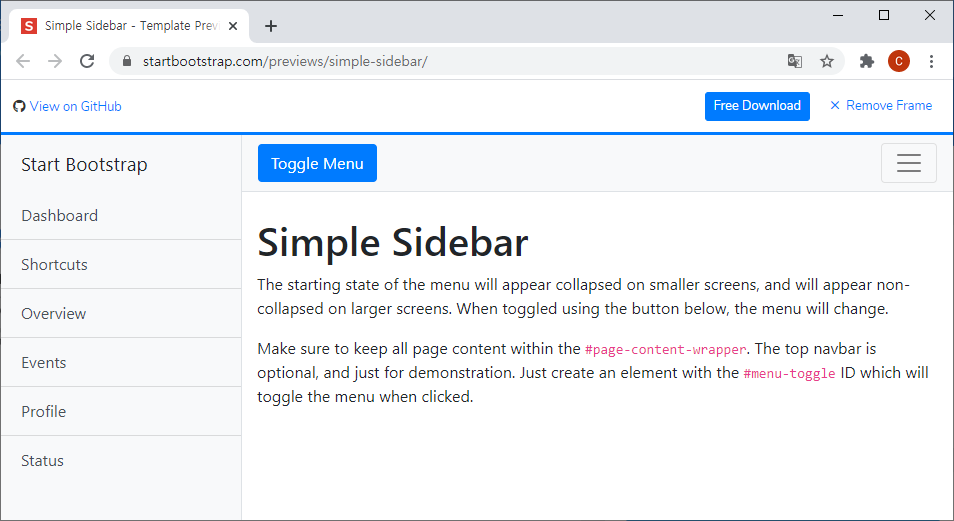 S Simple Sidebar - Template Prev
startbootstrap.com/previews/simple-sidebar/
C
View on GitHub
Free Download
× Remove Frame
Start Bootstrap
Toggle Menu
Dashboard
Shortcuts
Overview
Events
Profile
Status
Simple Sidebar
The starting state of the menu will appear collapsed on smaller screens, and will appear non-
collapsed on larger screens. When toggled using the button below, the menu will change.
Make sure to keep all page content within the #page-content-wrapper. The top navbar is
optional, and just for demonstration. Just create an element with the #menu-toggle ID which will
toggle the menu when clicked.